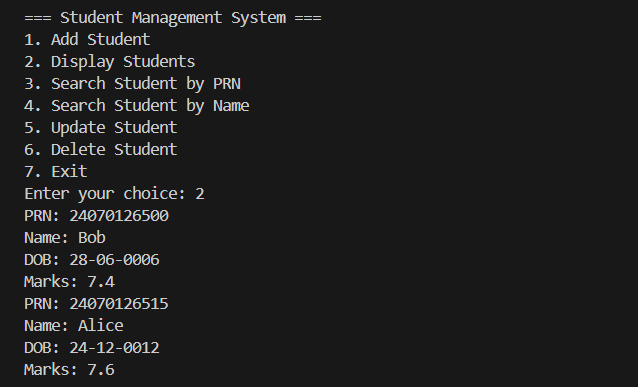 === Student Management System ===
1. Add Student
2. Display Students
3. Search Student by PRN
4. Search Student by Name
5. Update Student
6. Delete Student
7. Exit
Enter your choice: 2
PRN: 24070126500
Name: Bob
DOB: 28-06-0006
Marks: 7.4
PRN: 24070126515
Name: Alice
DOB: 24-12-0012
Marks: 7.6